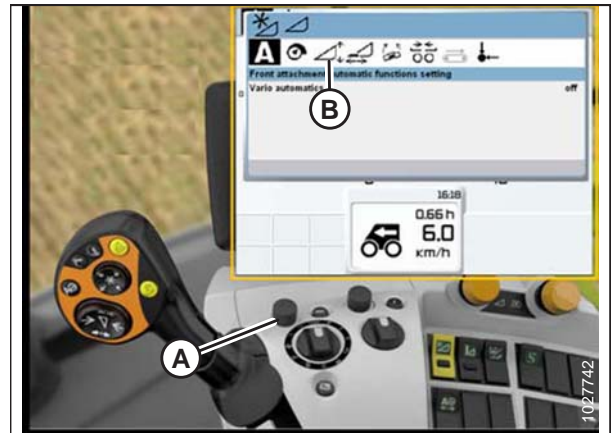 A
B
Front attachment automatic functions setting
Vario automatics off
16:18
0.66 h
6.0
km/h
A
S
1027742